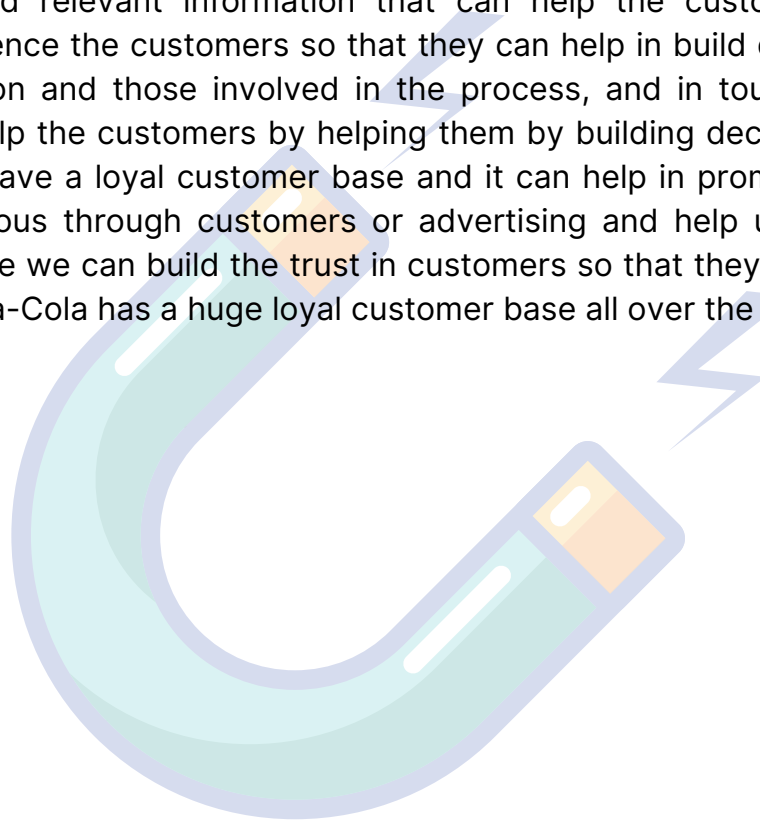 d relevant information that can help the custo
ence the customers so that they can help in build
on and those involved in the process, and in tou
lp the customers by helping them by building dec
ave a loyal customer base and it can help in pror
ous through customers or advertising and help u
e we can build the trust in customers so that they
a-Cola has a huge loyal customer base all over the